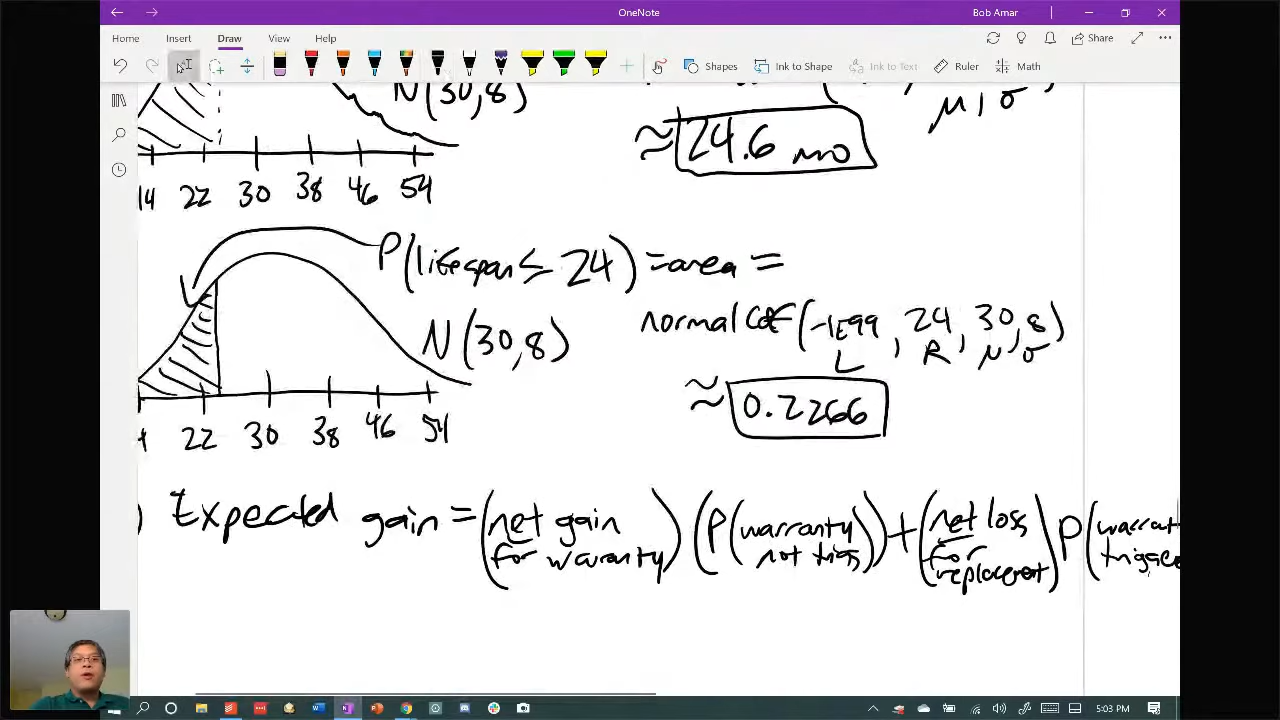 OneNote
Bob Amar
Home Insert Draw View Help
Share
Shapes Ink to Shape Ink to Text Ruler Math
N(30,8)
μ, σ
14 22 30 38 46 54
≈ 24.6 mo
P(lifespan ≤ 24) = area =
N(30,8)
normalcdf(-1E99, 24, 30, 8)
L R μ σ
≈ 0.2266
22 30 38 46 54
) Expected gain = (net gain for warranty) (P(warranty not trigg)) + (net loss for replacement) P(warrant
trigge
5:03 PM